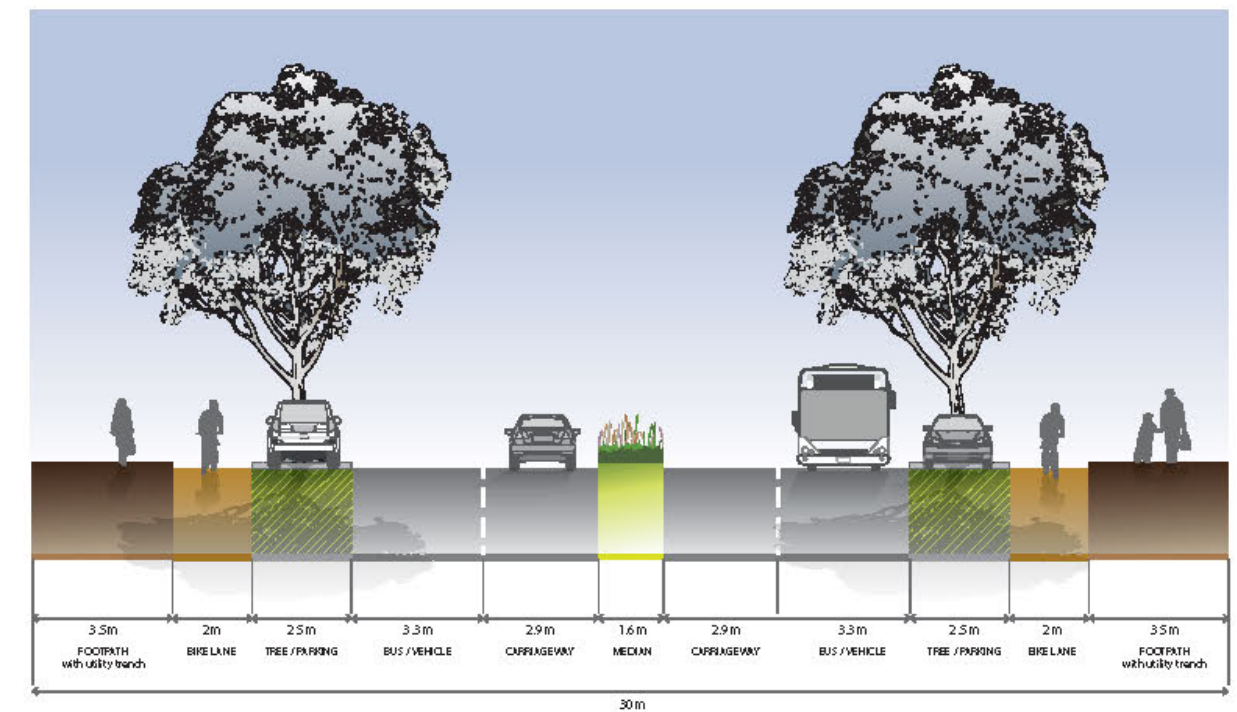 3.5m
2m
2.5m
3.3m
2.9m
1.6m
2.9m
3.3m
2.5m
2m
3.5m
FOOTPATH
with utility trench
BIKE LANE
TREE / PARKING
BUS / VEHICLE
CARRIAGEWAY
MEDIAN
CARRIAGEWAY
BUS / VEHICLE
TREE / PARKING
BIKE LANE
FOOTPATH
with utility trench
30m